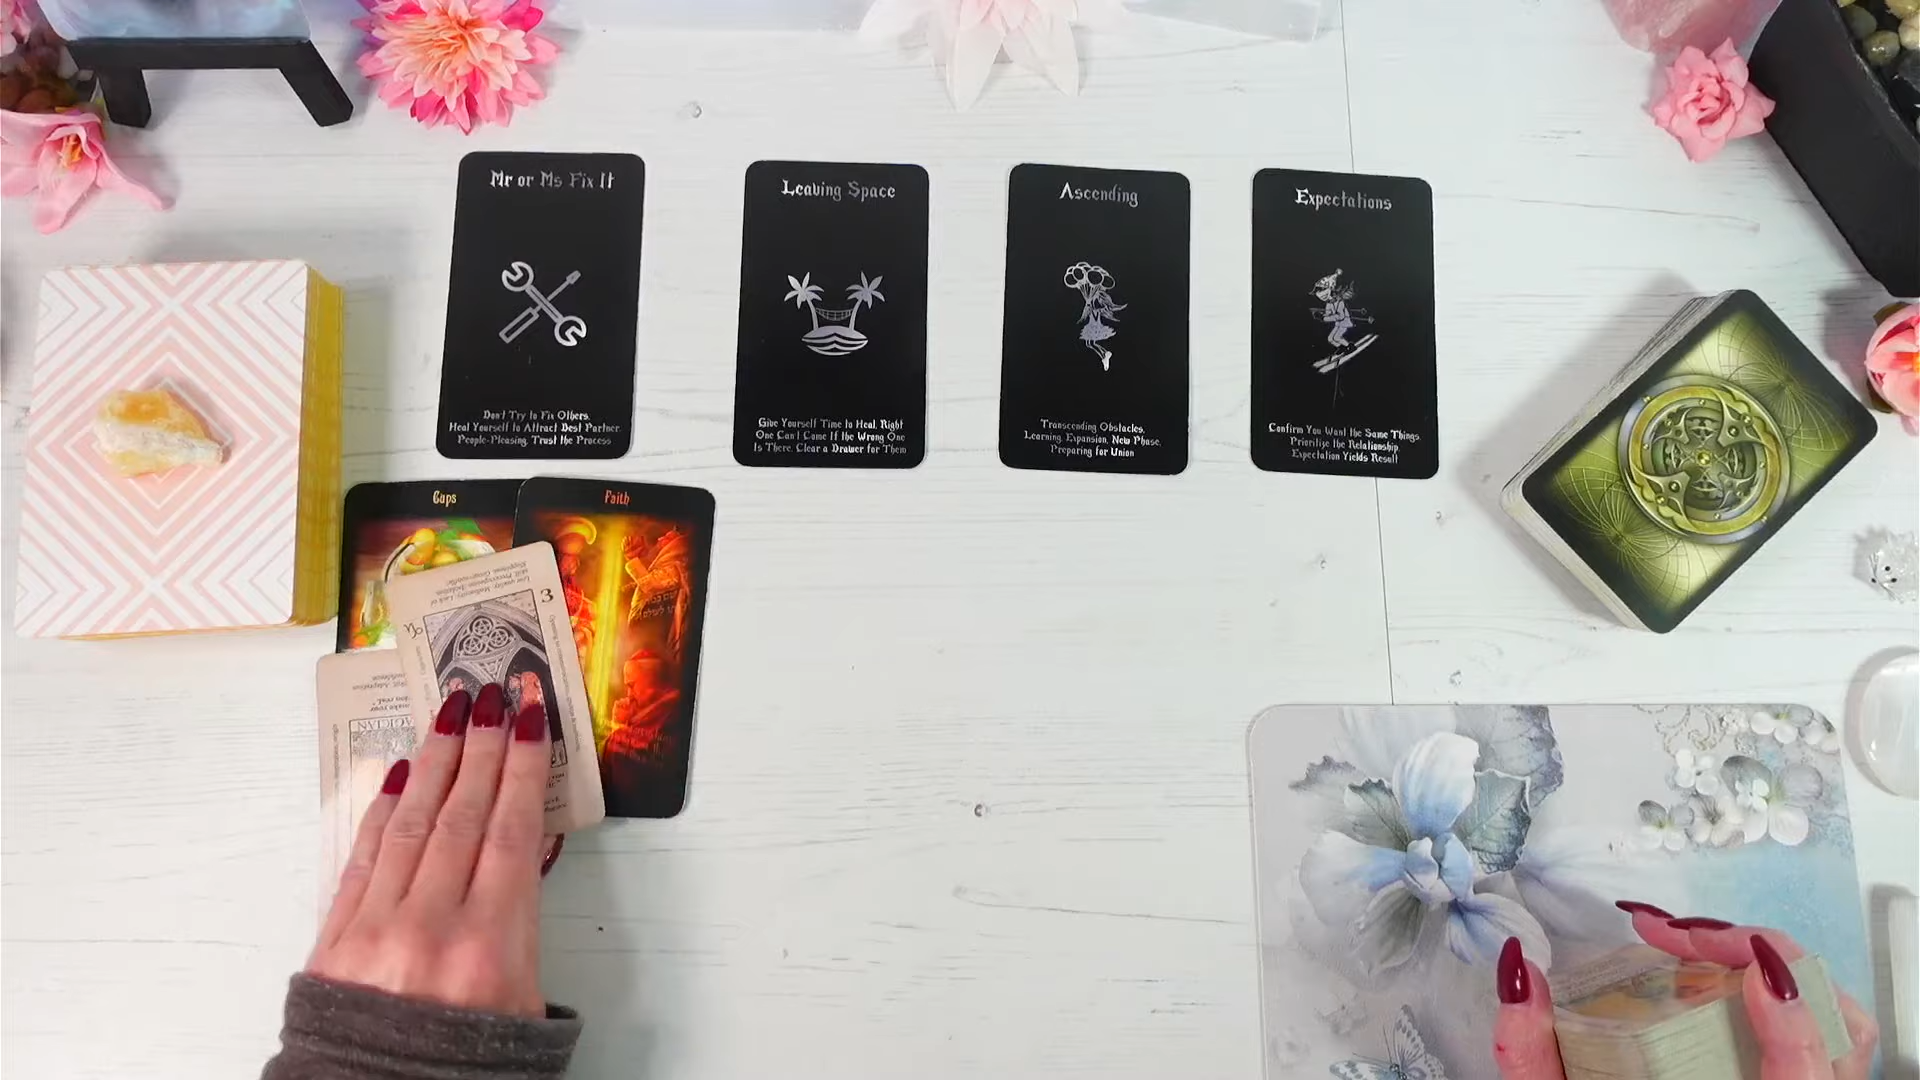 Mr or Ms Fix It
Don't Try to Fix Others.
Heal Yourself to Attract Best Partner.
People-Pleasing. Trust the Process
Leaving Space
Give Yourself Time to Heal. Right
One Can't Come If the Wrong One
Is There. Clear a Drawer for Them
Ascending
Transcending Obstacles,
Learning, Expansion, New Phase,
Preparing for Union
Expectations
Confirm You Want the Same Things.
Prioritise the Relationship.
Expectation Yields Result
Cups
Faith
3